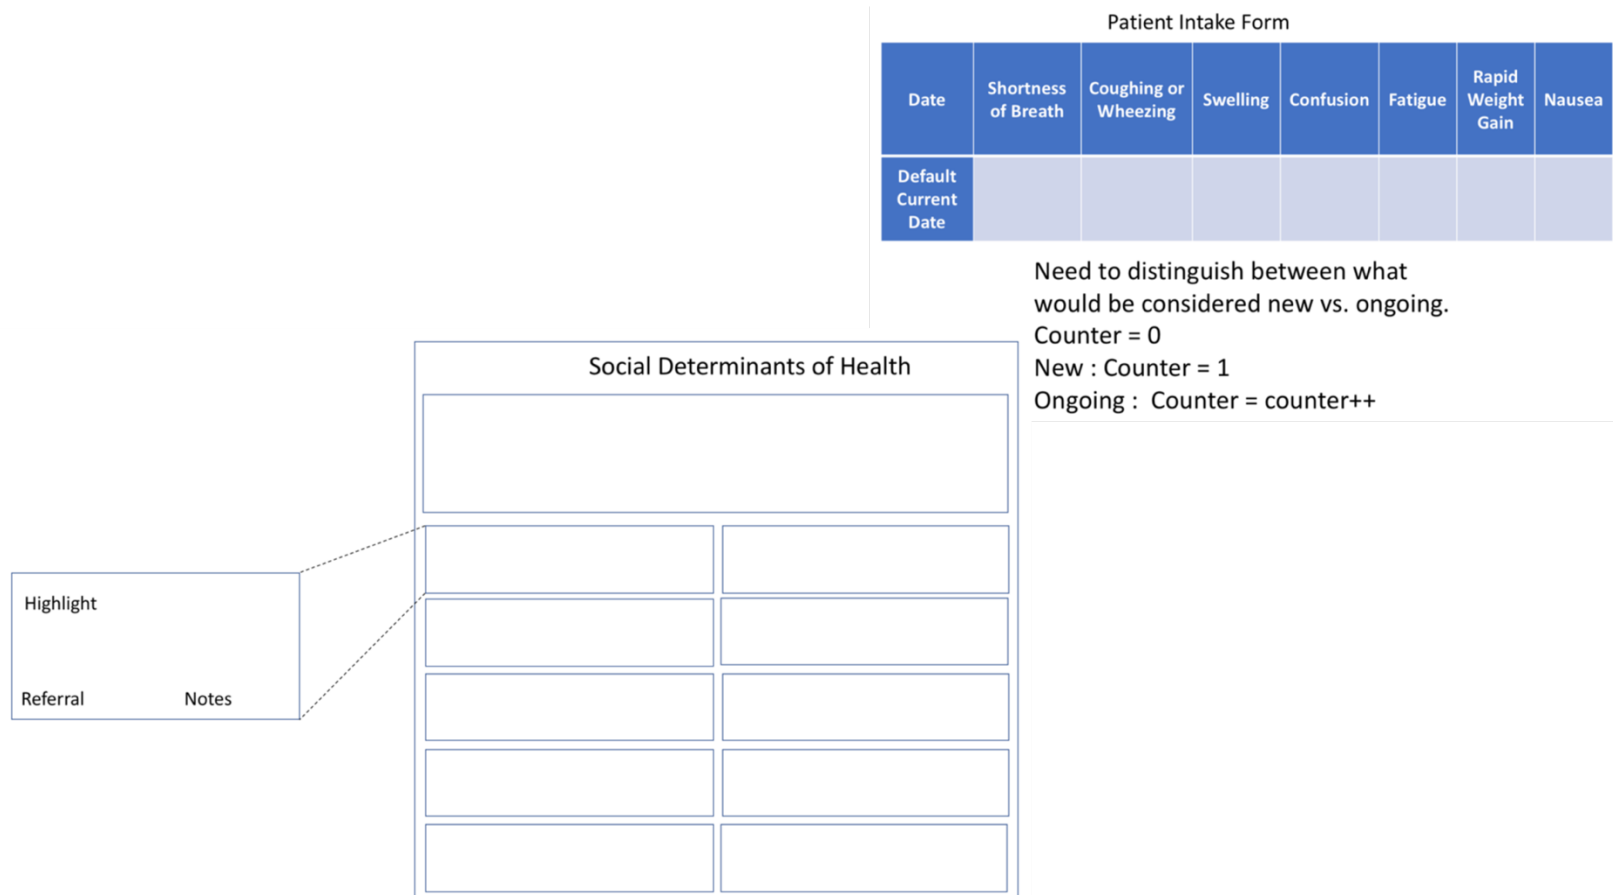 Patient Intake Form
Date
Shortness
of Breath
Coughing or
Wheezing
Swelling
Confusion
Fatigue
Rapid
Weight
Gain
Nausea
Default
Current
Date
Need to distinguish between what
would be considered new vs. ongoing.
Counter = 0
New : Counter = 1
Ongoing :  Counter = counter++
Social Determinants of Health
Highlight
Referral
Notes